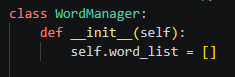 class WordManager:
    def __init__(self):
        self.word_list = []